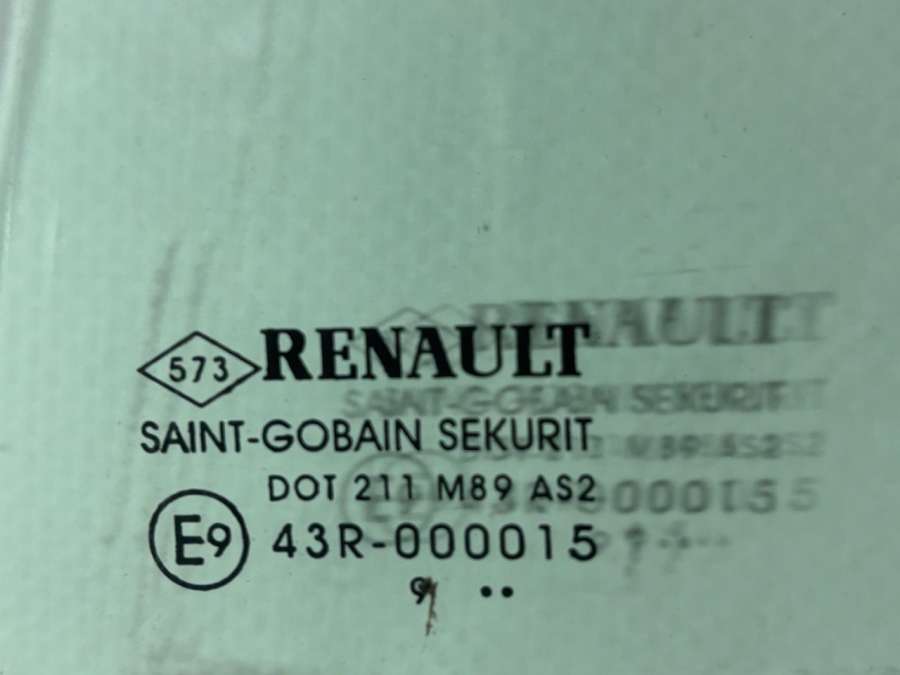 573 RENAULT
SAINT-GOBAIN SEKURIT
DOT 211 M89 AS2
E9 43R-000015
9 ..